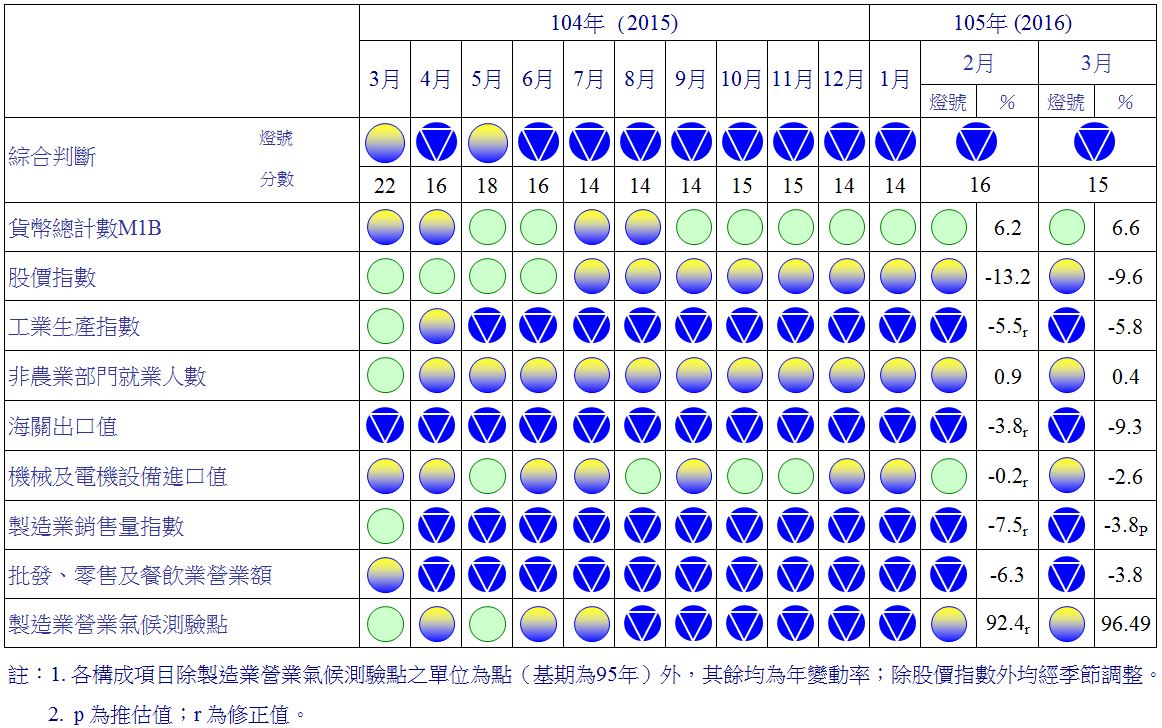 104年 (2015) 105年 (2016)
3月 4月 5月 6月 7月 8月 9月 10月 11月 12月 1月 2月 3月
燈號 % 燈號 %
綜合判斷 燈號
分數 22 16 18 16 14 14 14 15 15 14 14 16 15
貨幣總計數M1B 6.2 6.6
股價指數 -13.2 -9.6
工業生產指數 -5.5r -5.8
非農業部門就業人數 0.9 0.4
海關出口值 -3.8r -9.3
機械及電機設備進口值 -0.2r -2.6
製造業銷售量指數 -7.5r -3.8P
批發、零售及餐飲業營業額 -6.3 -3.8
製造業營業氣候測驗點 92.4r 96.49
註：1. 各構成項目除製造業營業氣候測驗點之單位為點（基期為95年）外，其餘均為年變動率；除股價指數外均經季節調整。
2. p 為推估值；r 為修正值。